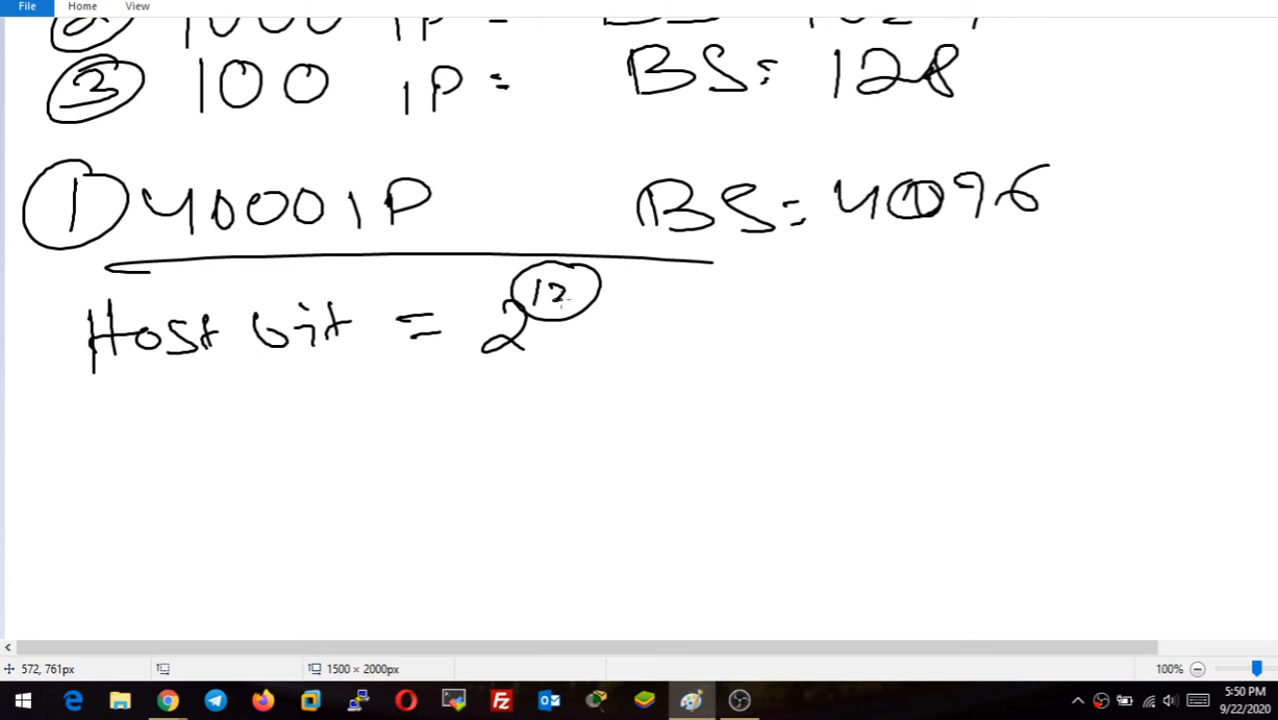 File Home View
③ 100 IP= BS: 128
① 4000 IP BS= 4096
Host bit = 2^12
572, 761px 1500 × 2000px 100%
5:50 PM
9/22/2020